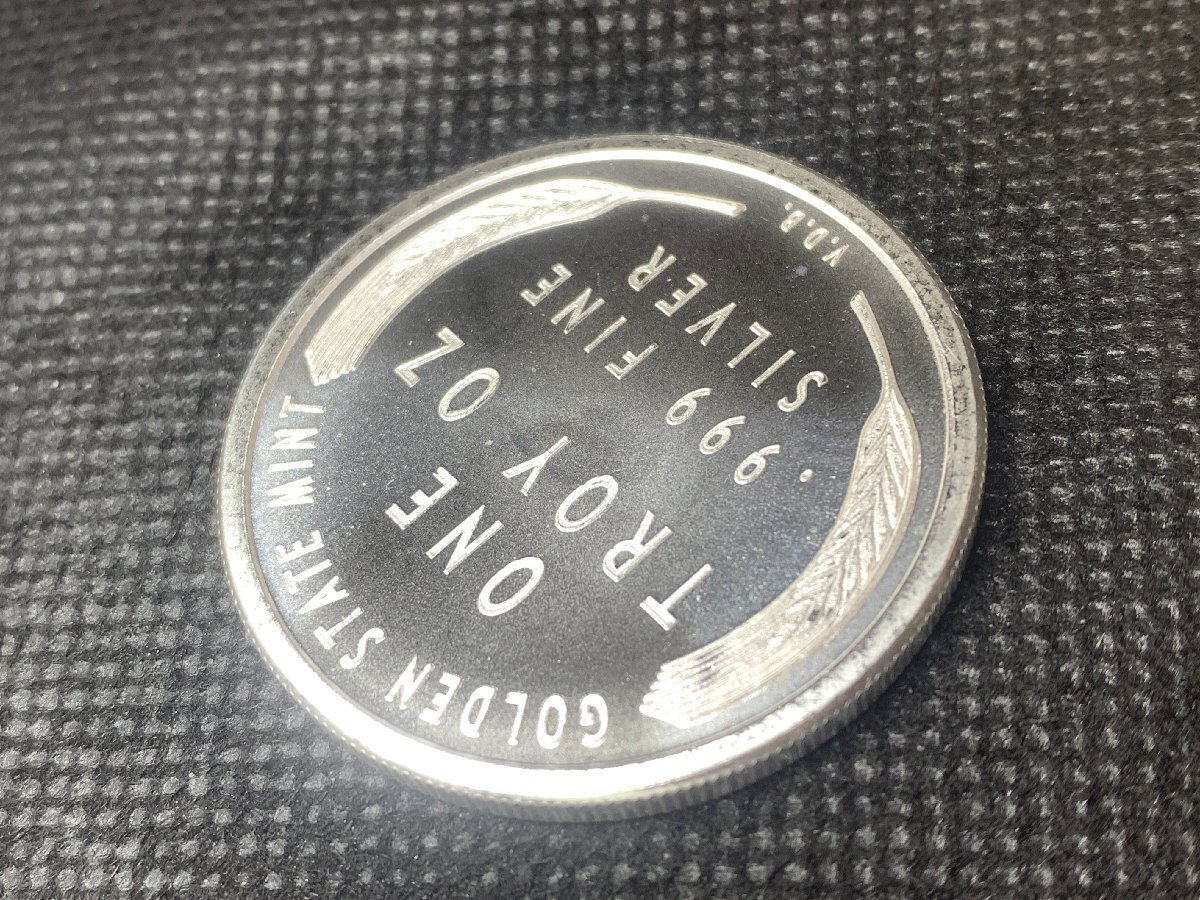 GOLDEN STATE MINT
ONE
TROY OZ
.999 FINE
SILVER
V.D.B.